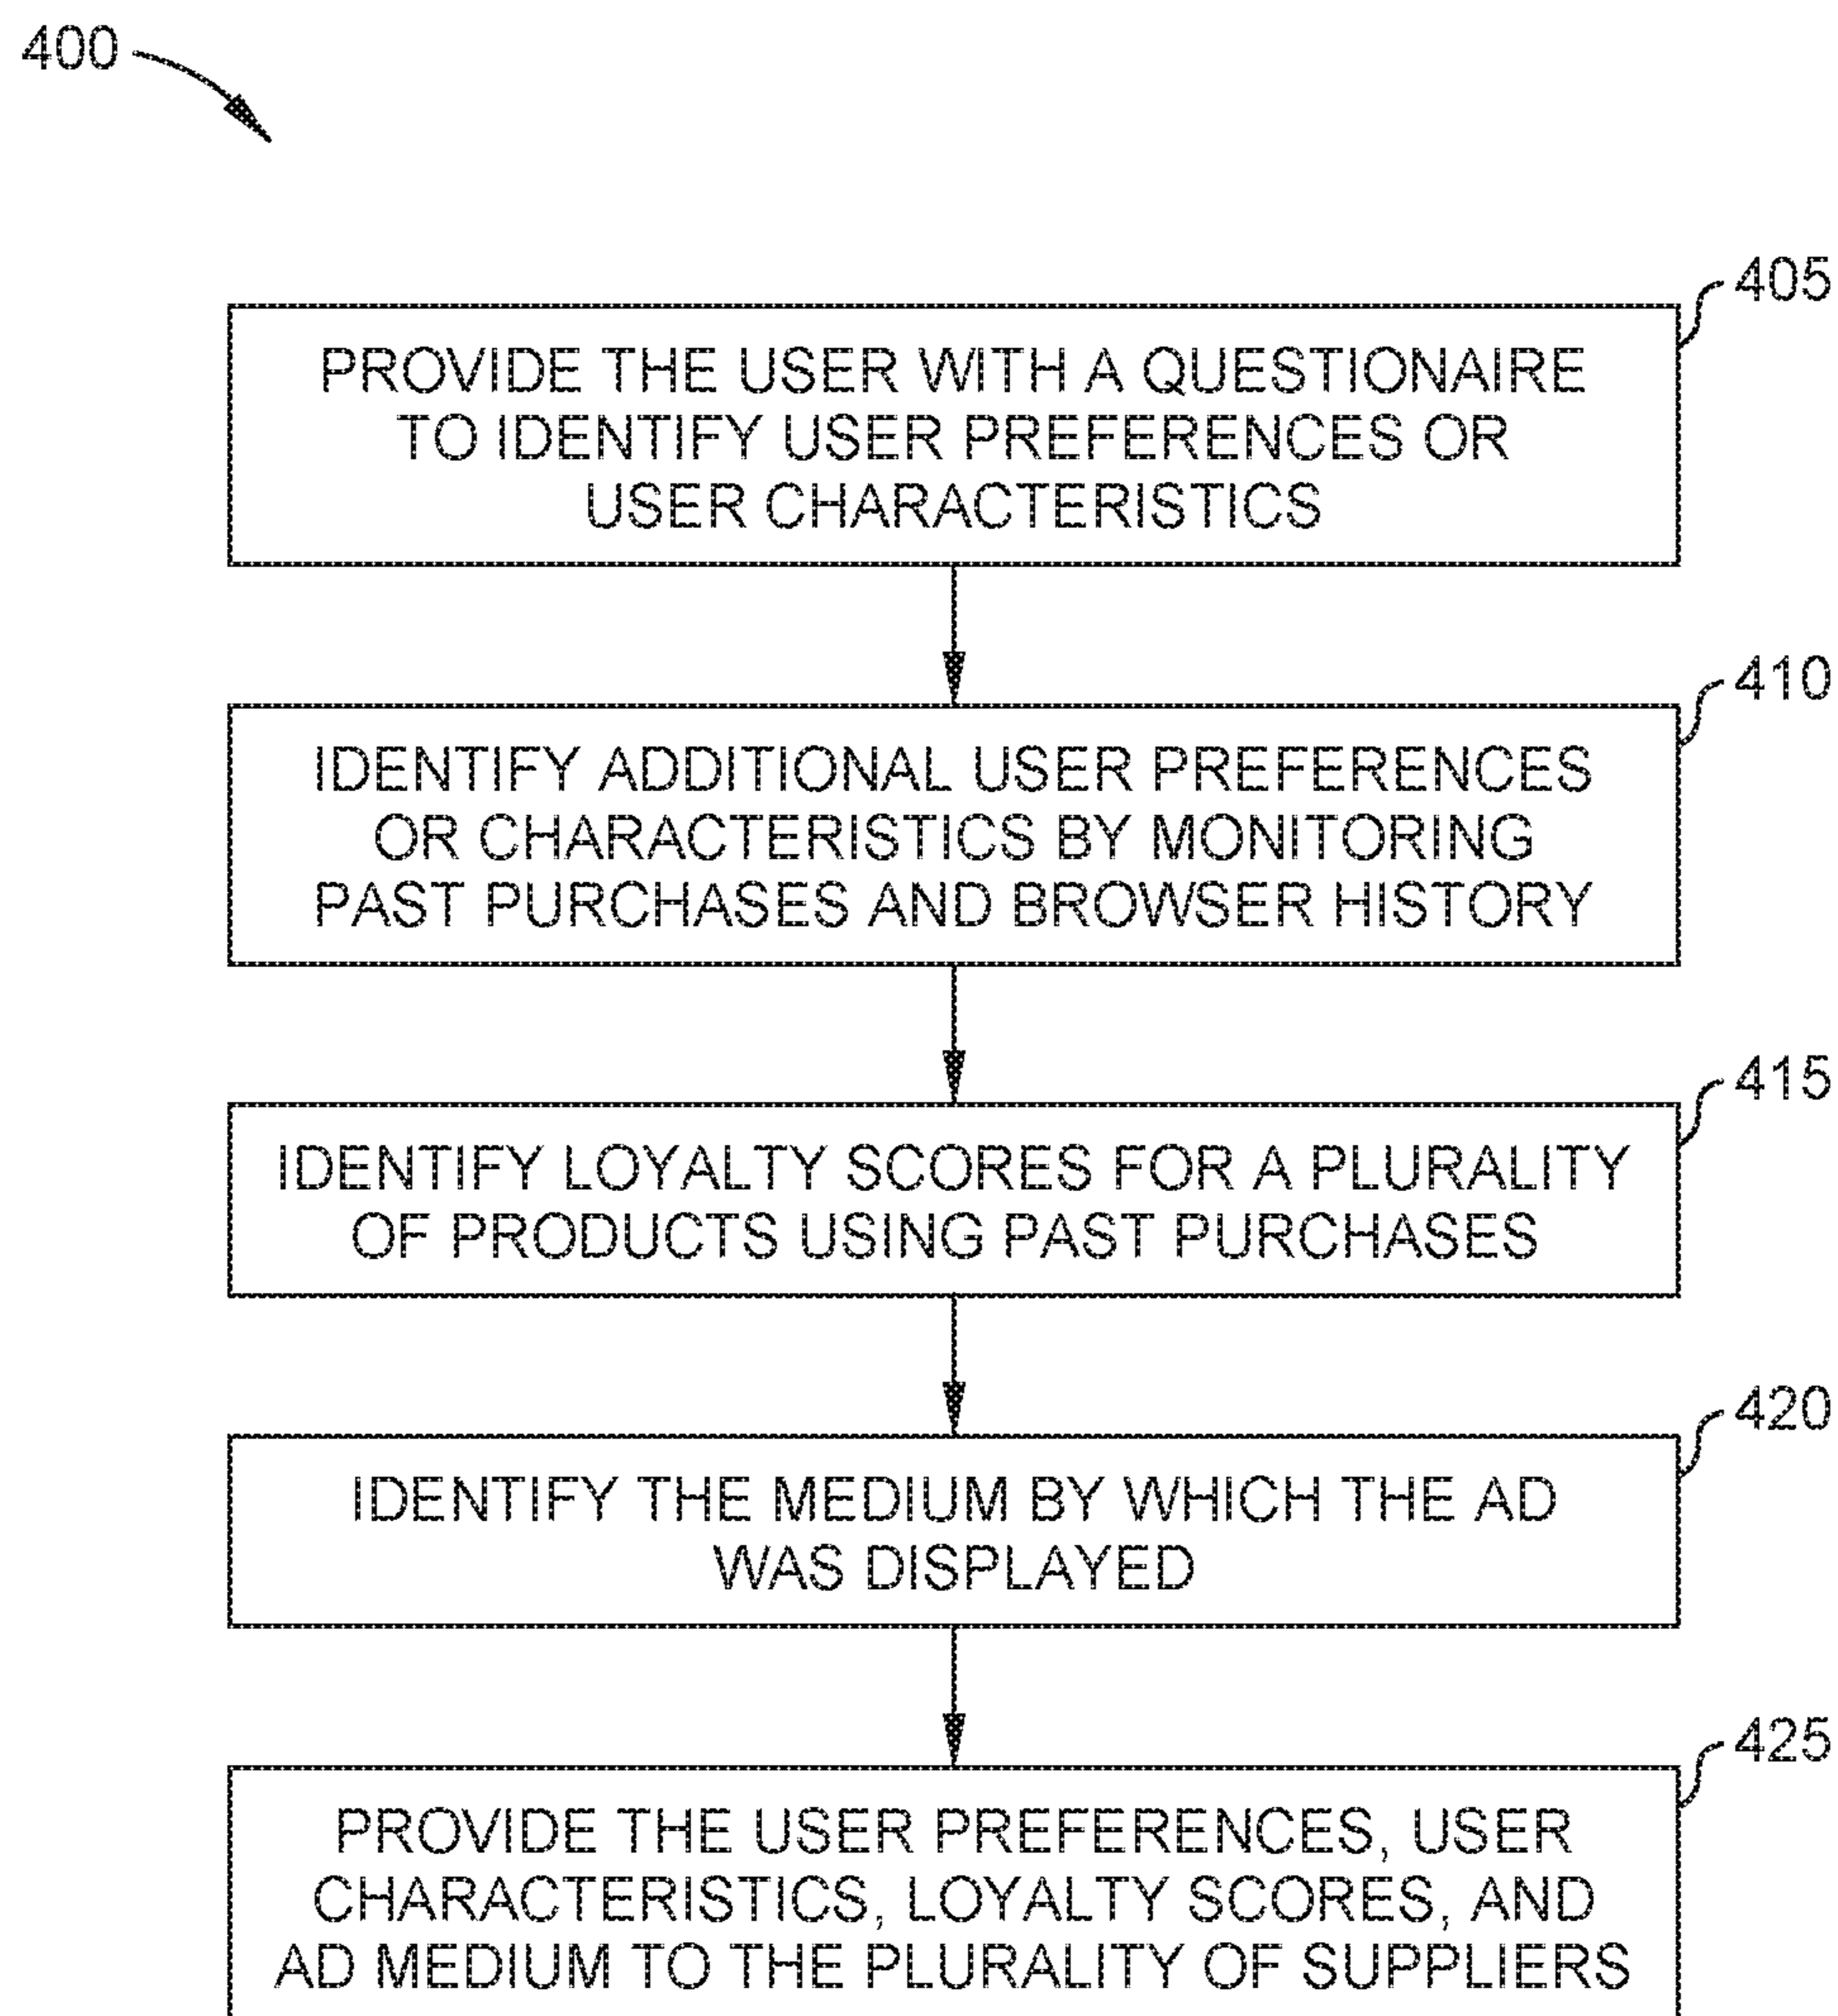 400
405
PROVIDE THE USER WITH A QUESTIONAIRE
TO IDENTIFY USER PREFERENCES OR
USER CHARACTERISTICS
410
IDENTIFY ADDITIONAL USER PREFERENCES
OR CHARACTERISTICS BY MONITORING
PAST PURCHASES AND BROWSER HISTORY
415
IDENTIFY LOYALTY SCORES FOR A PLURALITY
OF PRODUCTS USING PAST PURCHASES
420
IDENTIFY THE MEDIUM BY WHICH THE AD
WAS DISPLAYED
425
PROVIDE THE USER PREFERENCES, USER
CHARACTERISTICS, LOYALTY SCORES, AND
AD MEDIUM TO THE PLURALITY OF SUPPLIERS